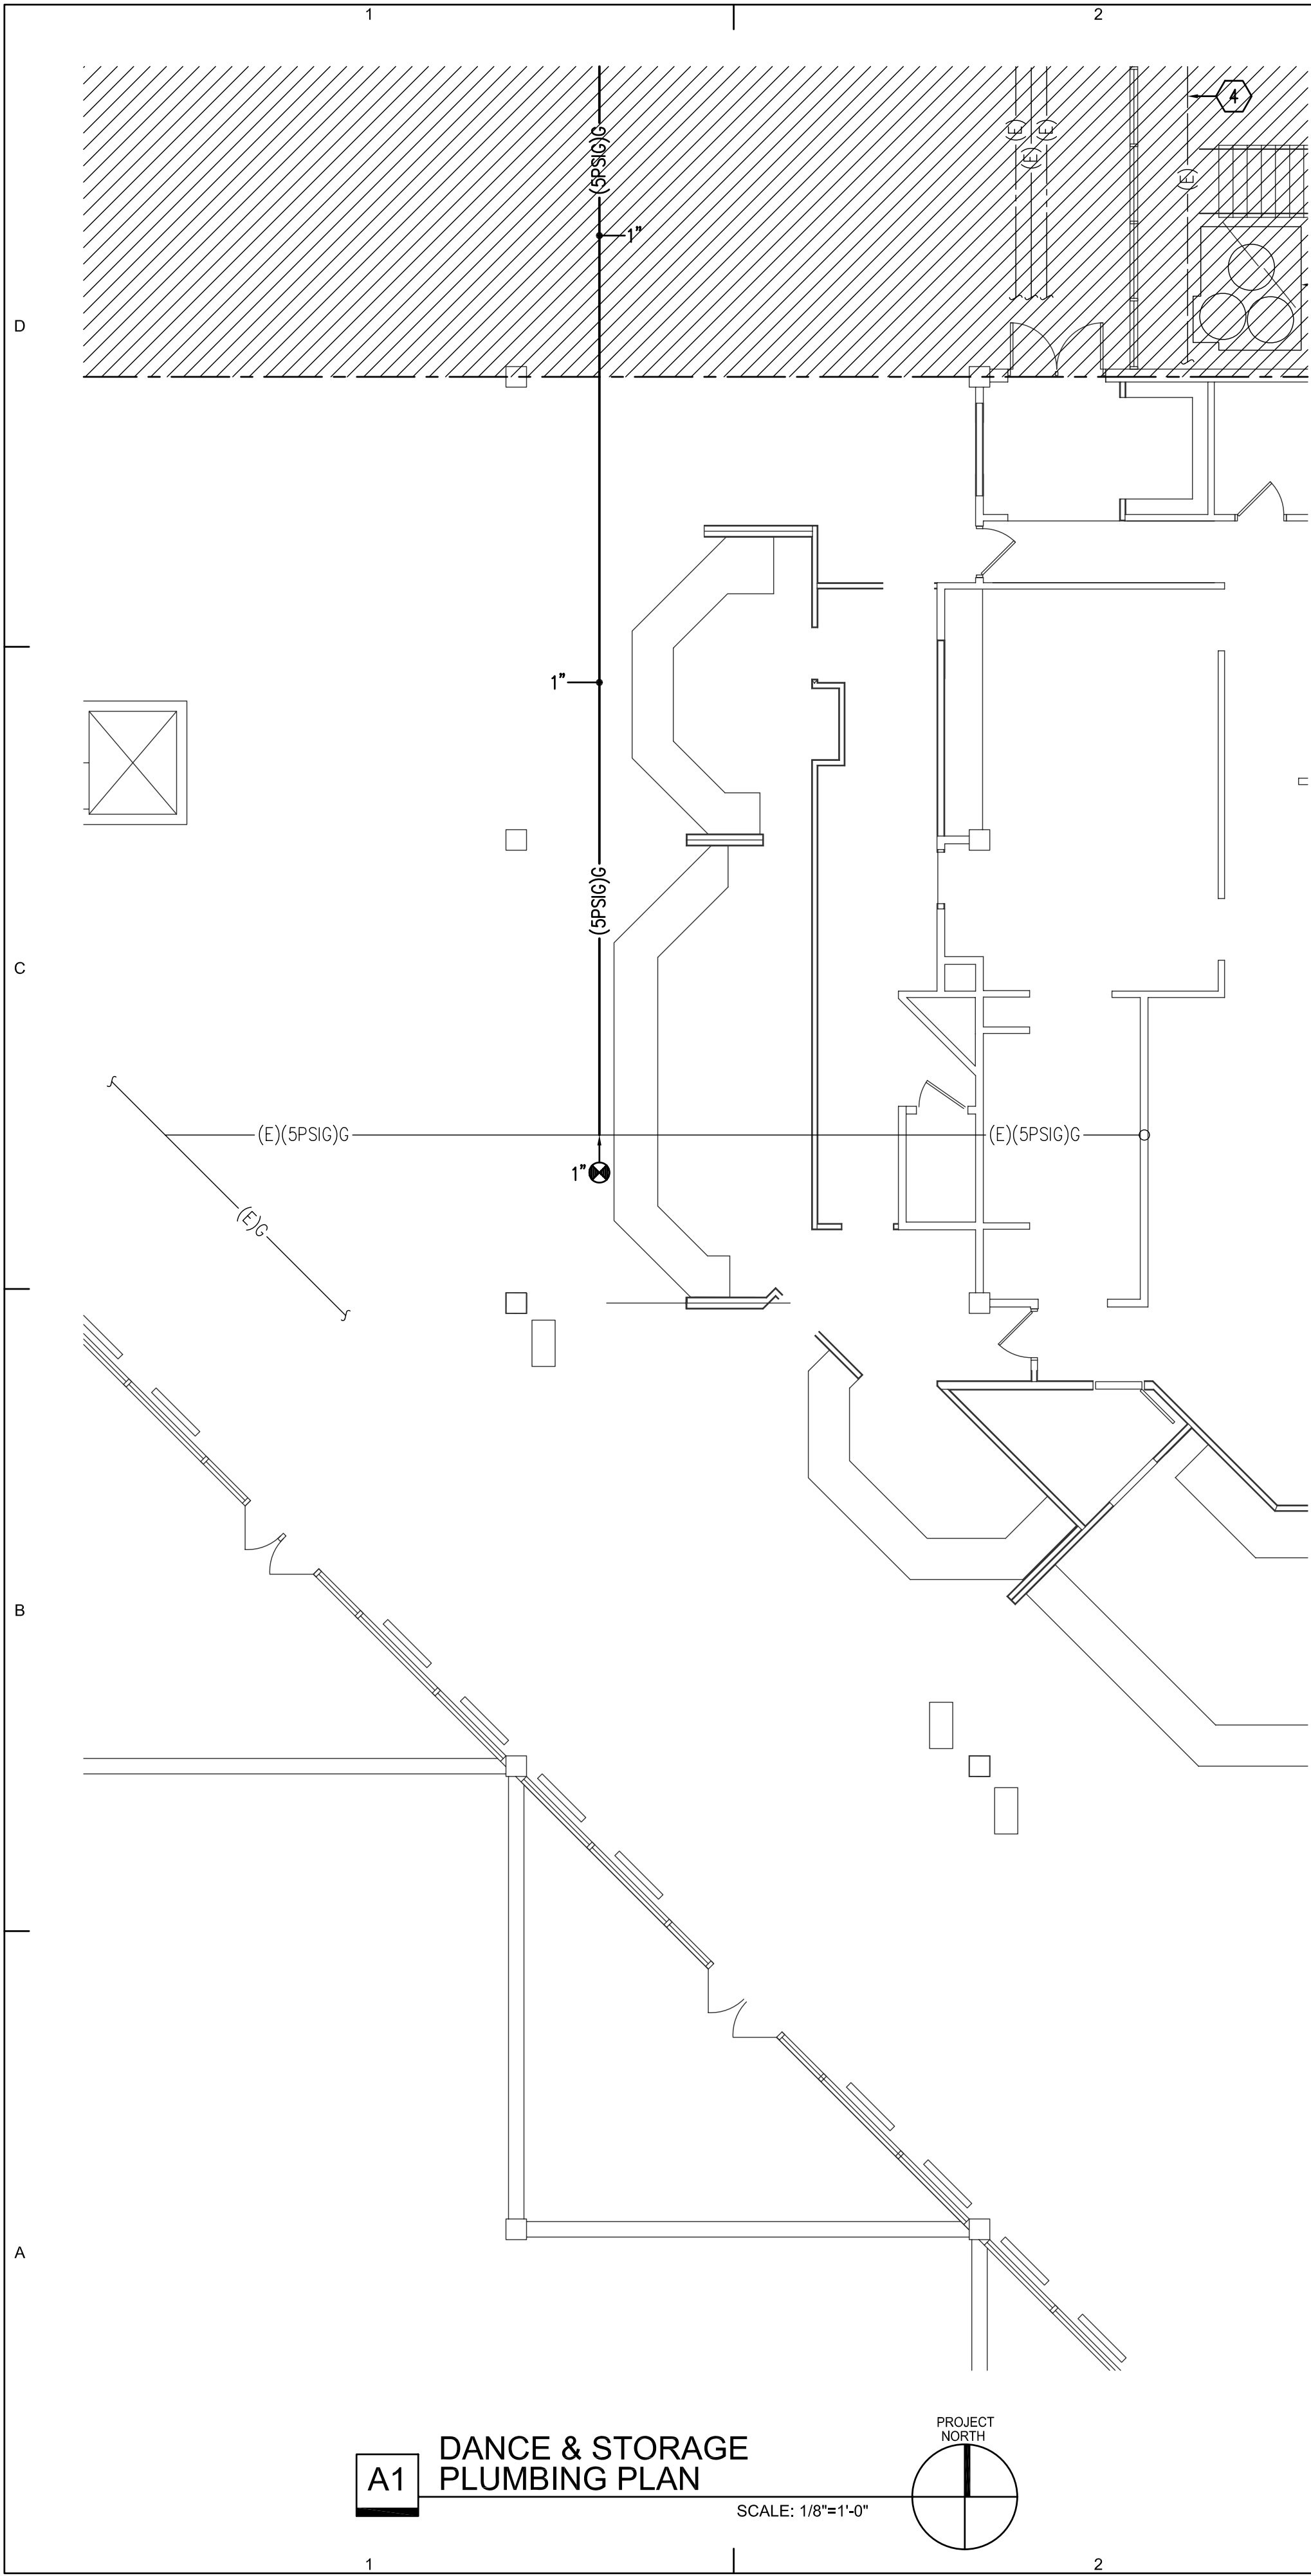 1
2
(5PSIG)G
(E)
(E)
(E)
(E)
4
1"
D
1"
(5PSIG)G
C
(E)(5PSIG)G
(E)(5PSIG)G
1"
(E)G
B
A
PROJECT
NORTH
A1
DANCE & STORAGE
PLUMBING PLAN
SCALE: 1/8"=1'-0"
1
2